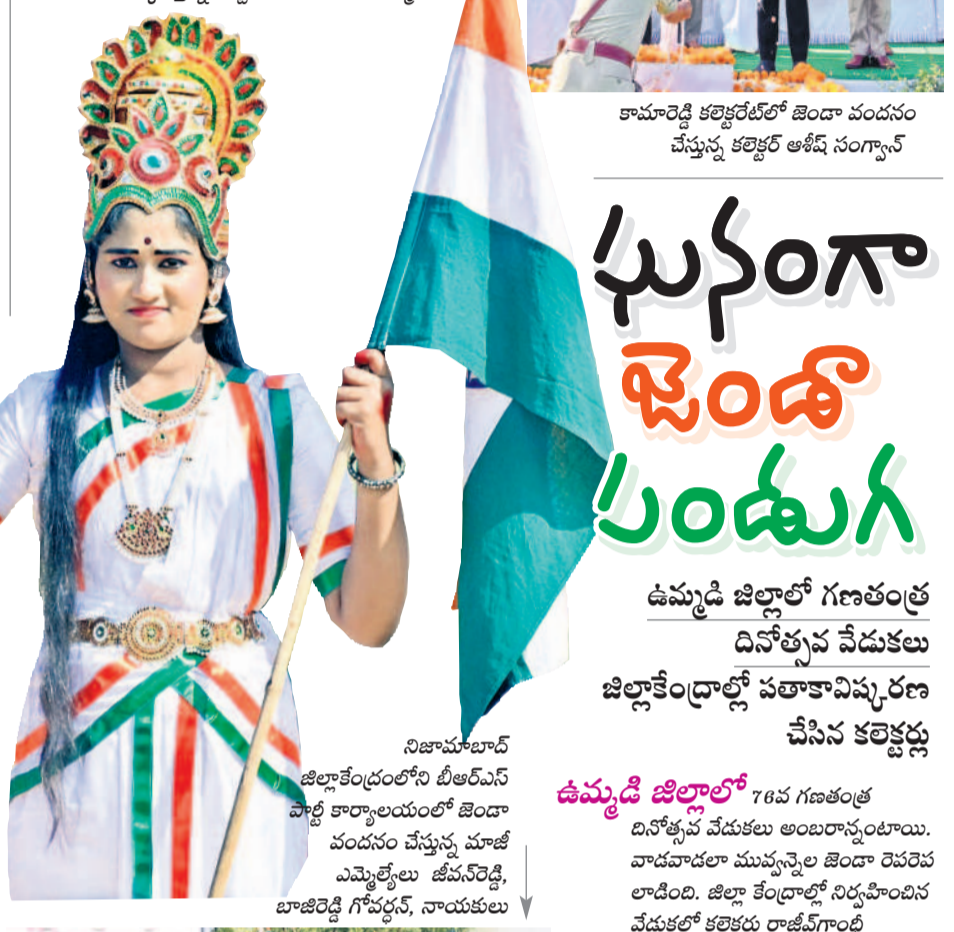 కామారెడ్డి కలెక్టరేట్‌లో జెండా వందనం
చేస్తున్న కలెక్టర్ ఆశీష్ సంగ్వాన్
ఘనంగా
జెండా
పండుగ
ఉమ్మడి జిల్లాలో గణతంత్ర
దినోత్సవ వేడుకలు
జిల్లాకేంద్రాల్లో పతాకావిష్కరణ
చేసిన కలెక్టర్లు
నిజామాబాద్
జిల్లాకేంద్రంలోని బీఆర్ఎస్
పార్టీ కార్యాలయంలో జెండా
వందనం చేస్తున్న మాజీ
ఎమ్మెల్యేలు జీవన్‌రెడ్డి,
బాజిరెడ్డి గోవర్ధన్, నాయకులు
ఉమ్మడి జిల్లాలో 76వ గణతంత్ర
దినోత్సవ వేడుకలు అంబరాన్నంటాయి.
వాడవాడలా మువ్వన్నెల జెండా రెపరెప
లాడింది. జిల్లా కేంద్రాల్లో నిర్వహించిన
వేడుకల్లో కలెక్టరు రాజీవ్‌గాంధీ